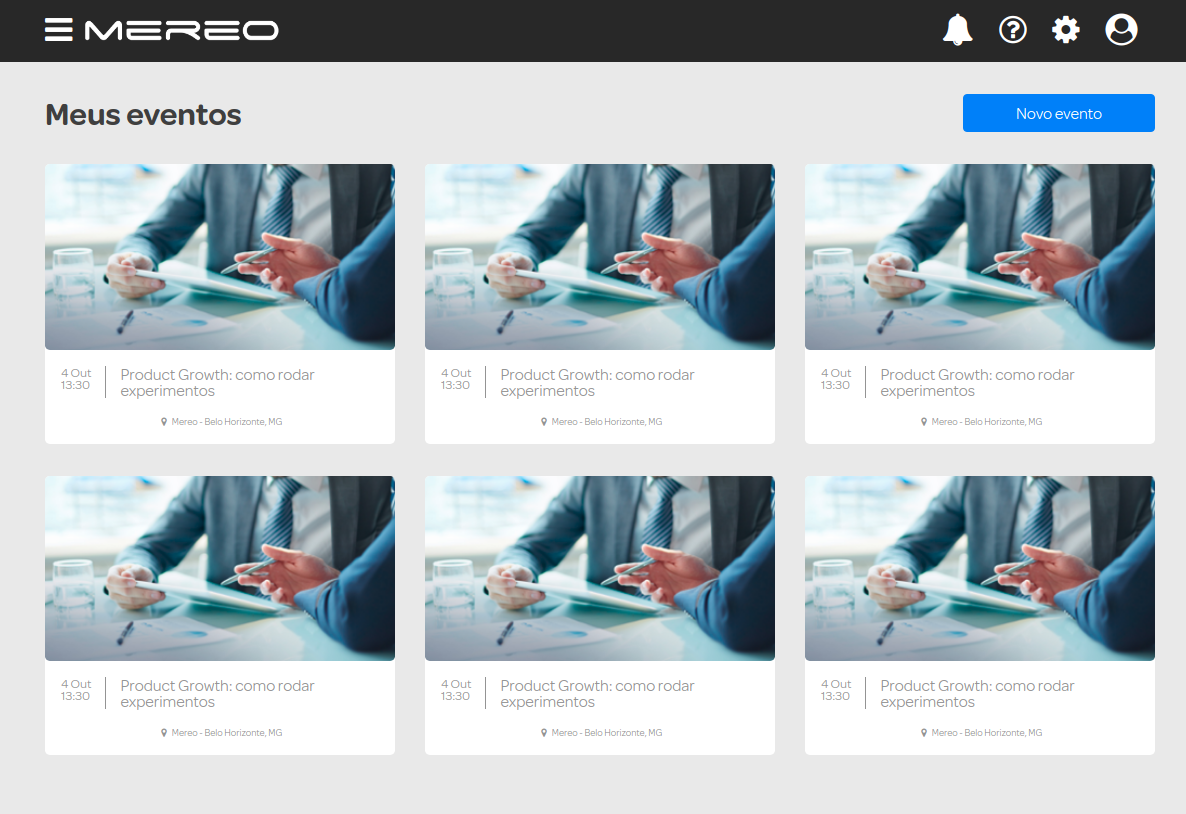 MEREO
Meus eventos
Novo evento
4 Out
13:30
Product Growth: como rodar
experimentos
Mereo - Belo Horizonte, MG
4 Out
13:30
Product Growth: como rodar
experimentos
Mereo - Belo Horizonte, MG
4 Out
13:30
Product Growth: como rodar
experimentos
Mereo - Belo Horizonte, MG
4 Out
13:30
Product Growth: como rodar
experimentos
Mereo - Belo Horizonte, MG
4 Out
13:30
Product Growth: como rodar
experimentos
Mereo - Belo Horizonte, MG
4 Out
13:30
Product Growth: como rodar
experimentos
Mereo - Belo Horizonte, MG